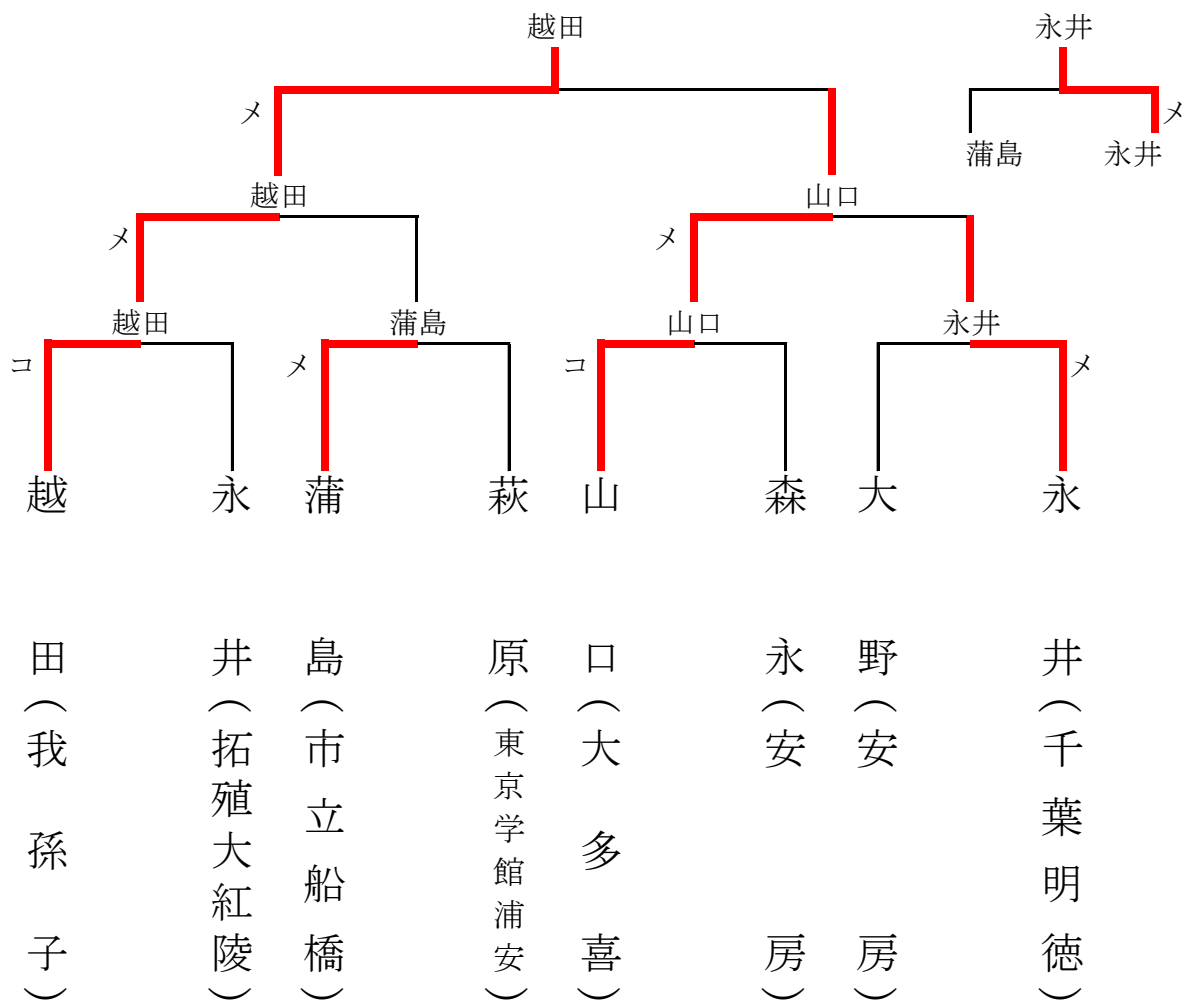 越田
永井
メ
メ
蒲島
永井
越田
山口
メ
メ
越田
蒲島
山口
永井
コ
メ
コ
メ
越田(我孫子)
永井(拓殖大紅陵)
蒲島(市立船橋)
萩原(東京学館浦安)
山口(大多喜)
森永(安房)
大野(安房)
永井(千葉明徳)